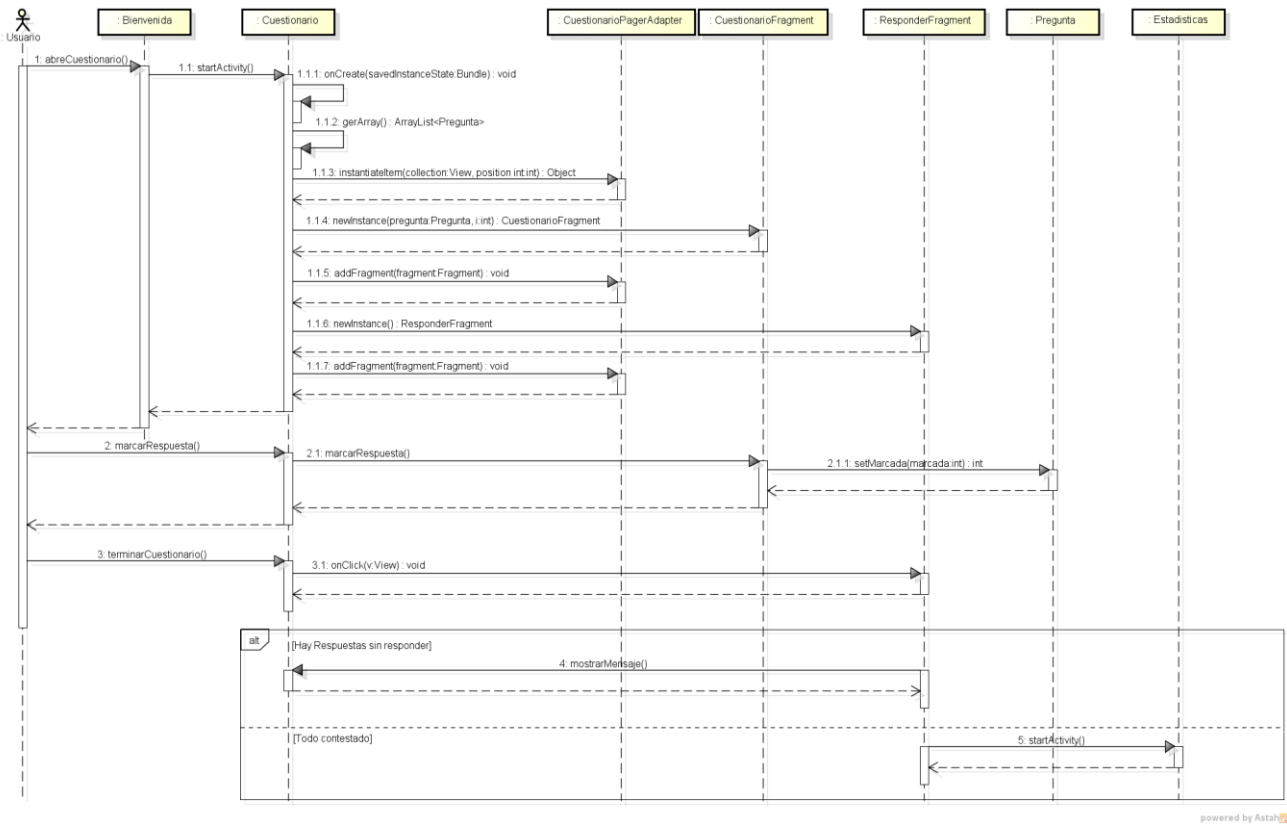 : Usuario
: Bienvenida
: Cuestionario
: CuestionarioPagerAdapter
: CuestionarioFragment
: ResponderFragment
: Pregunta
: Estadisticas
1: abreCuestionario()
1.1: startActivity()
1.1.1: onCreate(savedInstanceState:Bundle) : void
1.1.2: gerArray() : ArrayList<Pregunta>
1.1.3: instantiateItem(collection:View, position int:int) : Object
1.1.4: newInstance(pregunta:Pregunta, i:int) : CuestionarioFragment
1.1.5: addFragment(fragment:Fragment) : void
1.1.6: newInstance() : ResponderFragment
1.1.7: addFragment(fragment:Fragment) : void
2: marcarRespuesta()
2.1: marcarRespuesta()
2.1.1: setMarcada(marcada:int) : int
3: terminarCuestionario()
3.1: onClick(v:View) : void
alt
[Hay Respuestas sin responder]
4: mostrarMensaje()
[Todo contestado]
5: startActivity()
powered by Astah